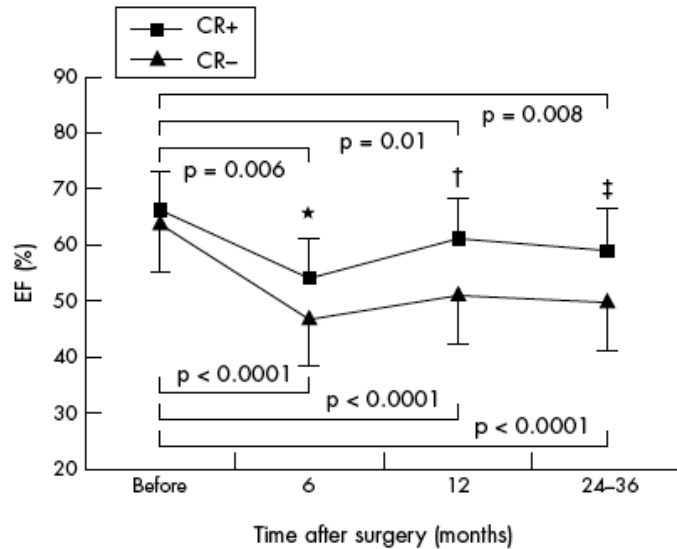 CR+
CR–
90
80
70
60
50
40
30
20
EF (%)
p = 0.008
p = 0.01
p = 0.006
★
†
‡
p < 0.0001
p < 0.0001
p < 0.0001
Before
6
12
24–36
Time after surgery (months)